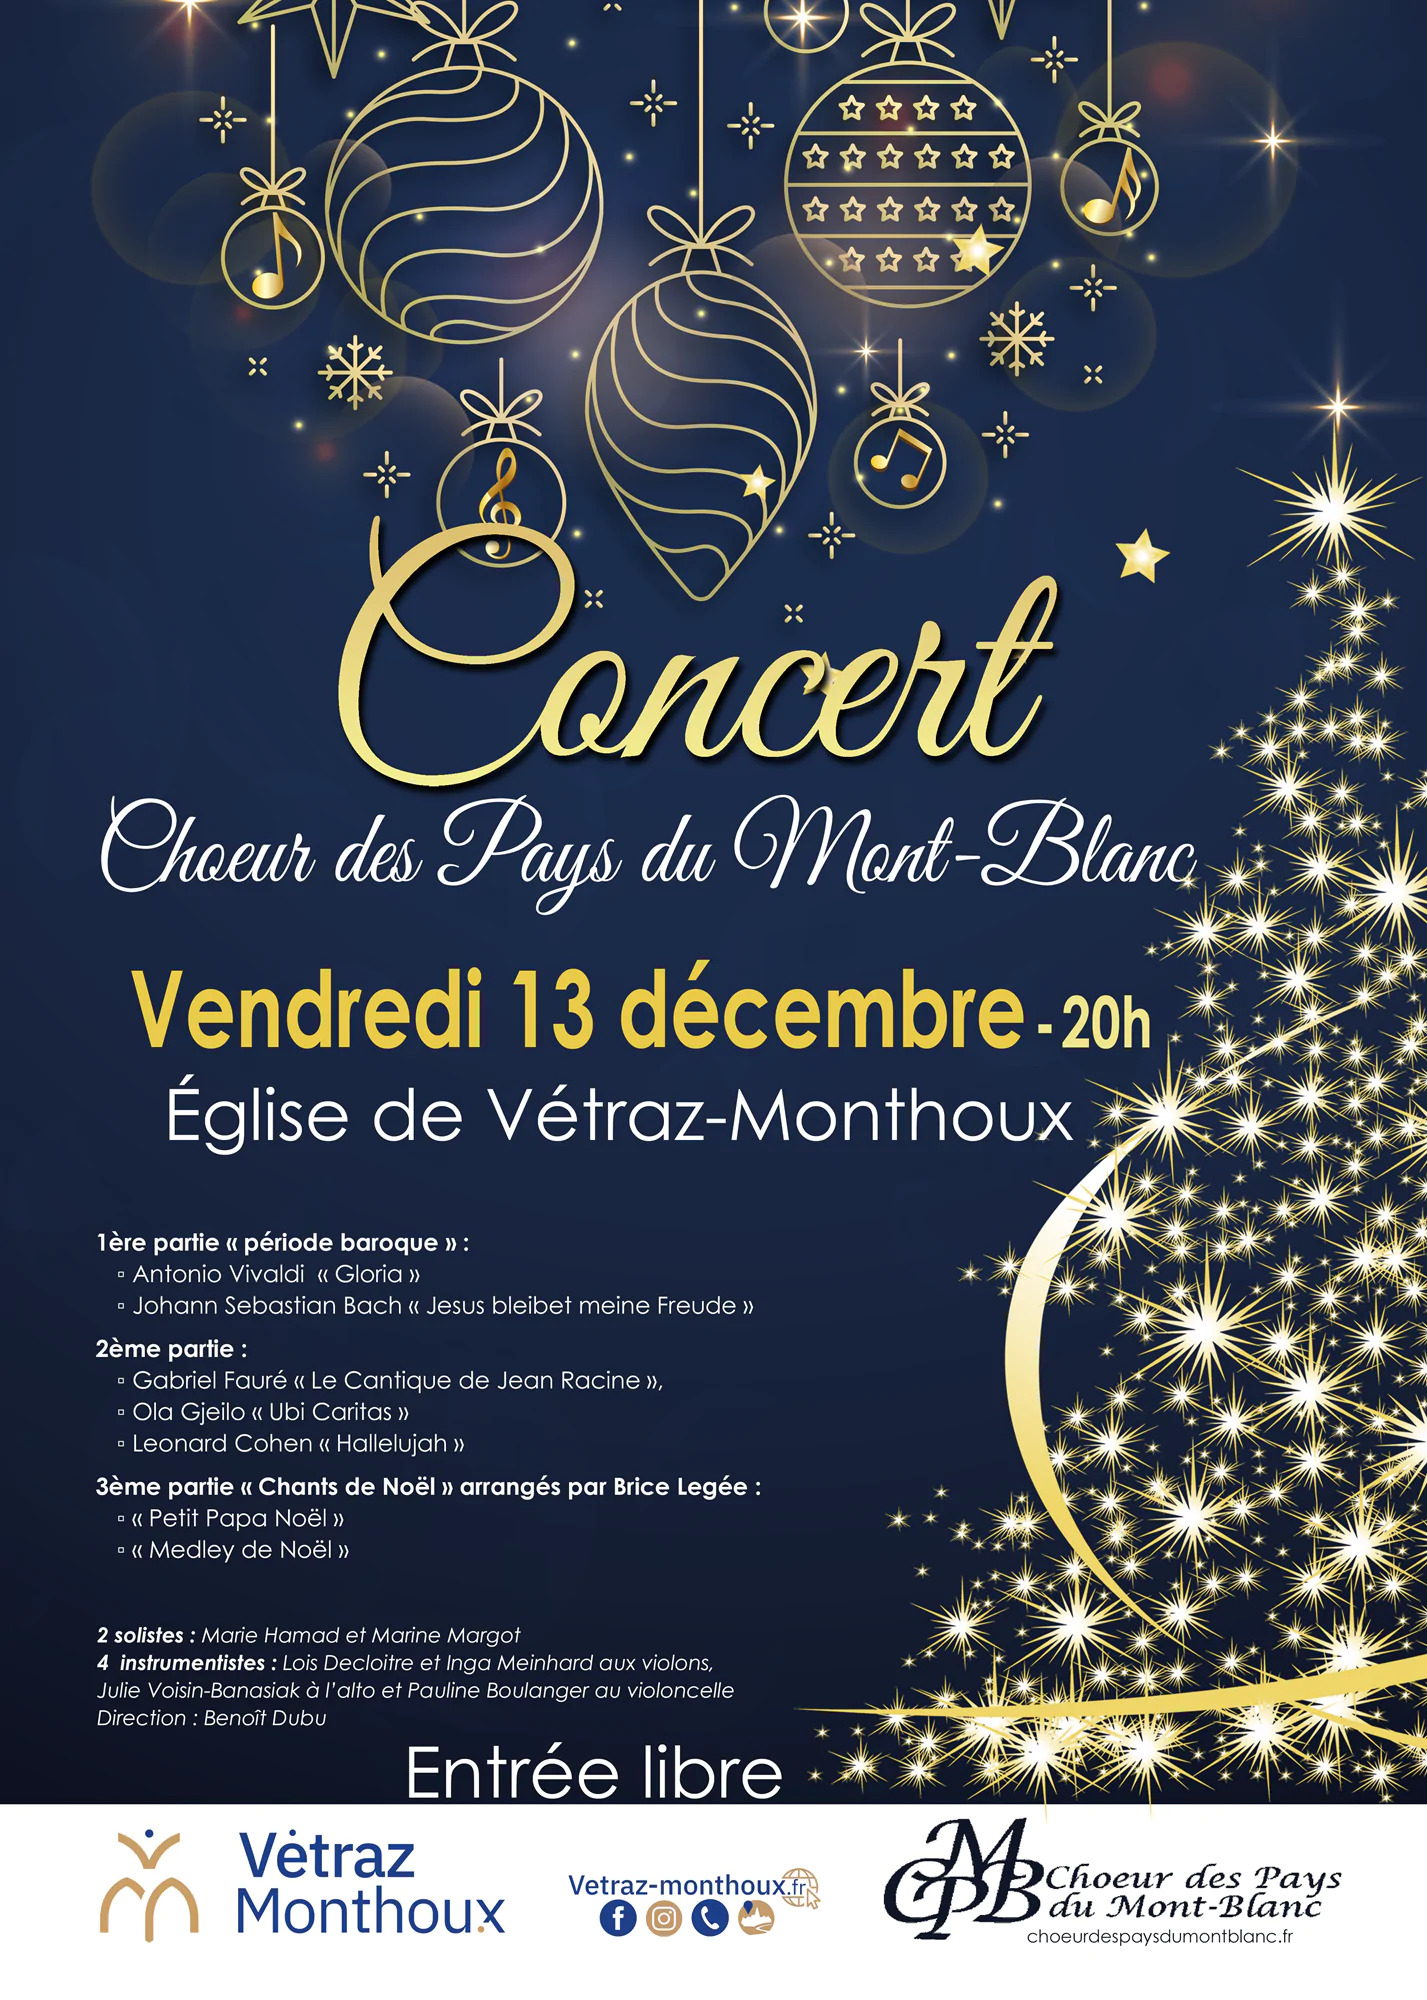 Concert
Choeur des Pays du Mont-Blanc
Vendredi 13 décembre - 20h
Église de Vétraz-Monthoux
1ère partie « période baroque » :
▫ Antonio Vivaldi « Gloria »
▫ Johann Sebastian Bach « Jesus bleibet meine Freude »
2ème partie :
▫ Gabriel Fauré « Le Cantique de Jean Racine »,
▫ Ola Gjeilo « Ubi Caritas »
▫ Leonard Cohen « Hallelujah »
3ème partie « Chants de Noël » arrangés par Brice Legée :
▫ « Petit Papa Noël »
▫ « Medley de Noël »
2 solistes : Marie Hamad et Marine Margot
4 instrumentistes : Lois Decloitre et Inga Meinhard aux violons,
Julie Voisin-Banasiak à l'alto et Pauline Boulanger au violoncelle
Direction : Benoît Dubu
Entrée libre
Vétraz
Monthoux
Vetraz-monthoux.fr
CPMB
Choeur des Pays
du Mont-Blanc
choeurdespaysdumontblanc.fr